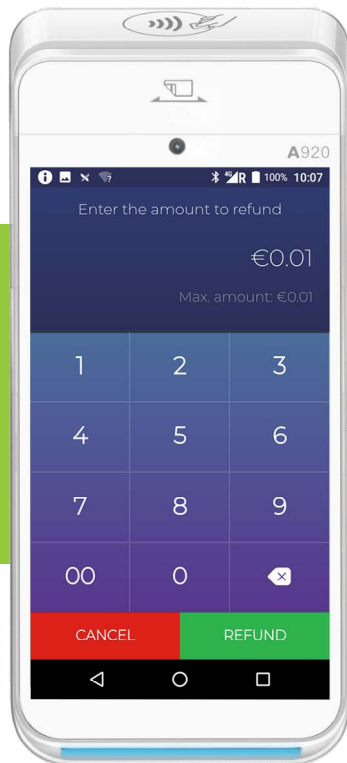 A920
4G R 100% 10:07
Enter the amount to refund
€0.01
Max. amount: €0.01
1 2 3
4 5 6
7 8 9
00 0
CANCEL REFUND